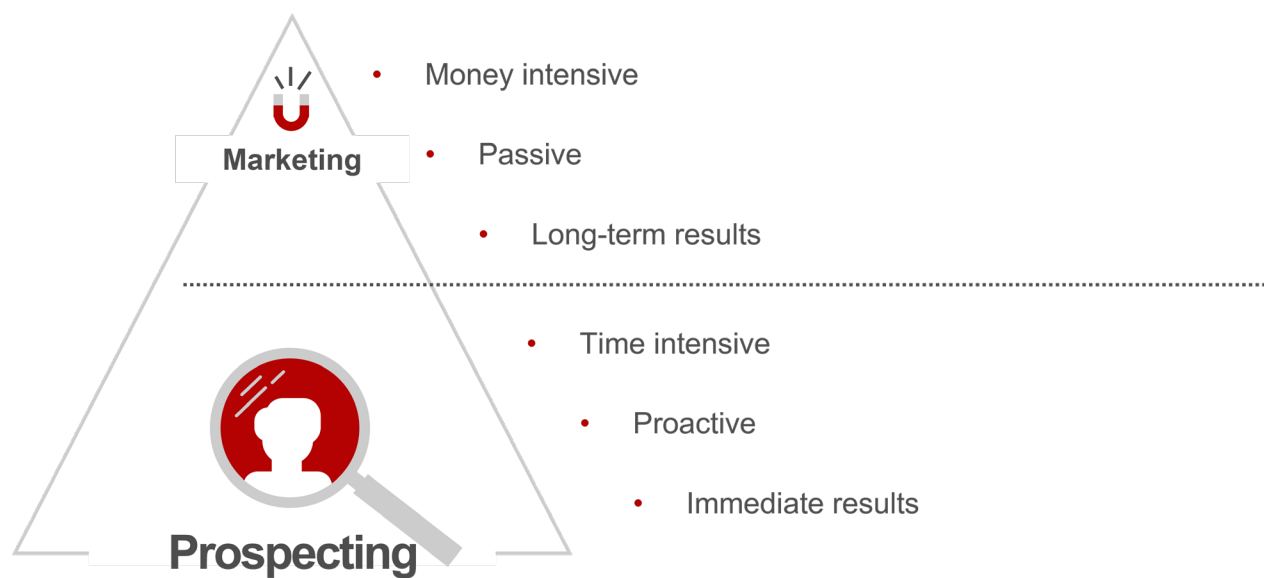 • Money intensive
Marketing
• Passive
• Long-term results
• Time intensive
• Proactive
• Immediate results
Prospecting